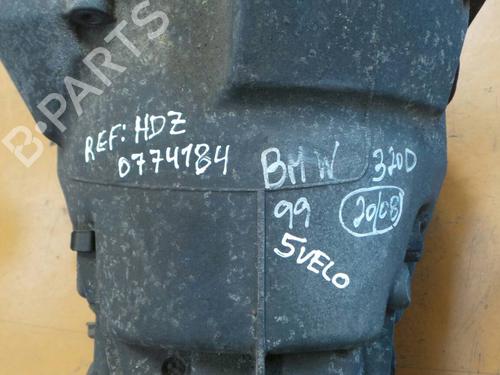 B-PARTS
REF: HDZ
0774184
BMW 320D
99 20/08
5VELO